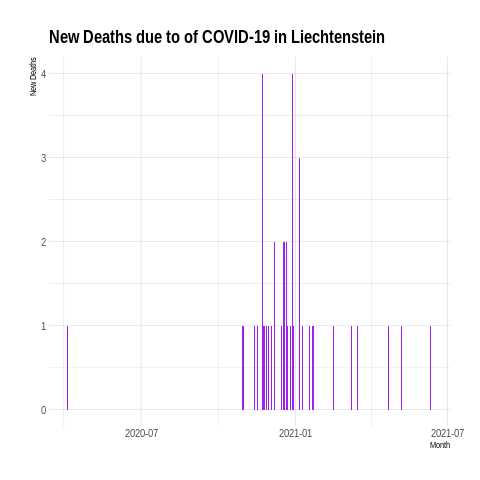 New Deaths due to of COVID-19 in Liechtenstein
New Deaths
4
3
2
1
0
2020-07
2021-01
2021-07
Month